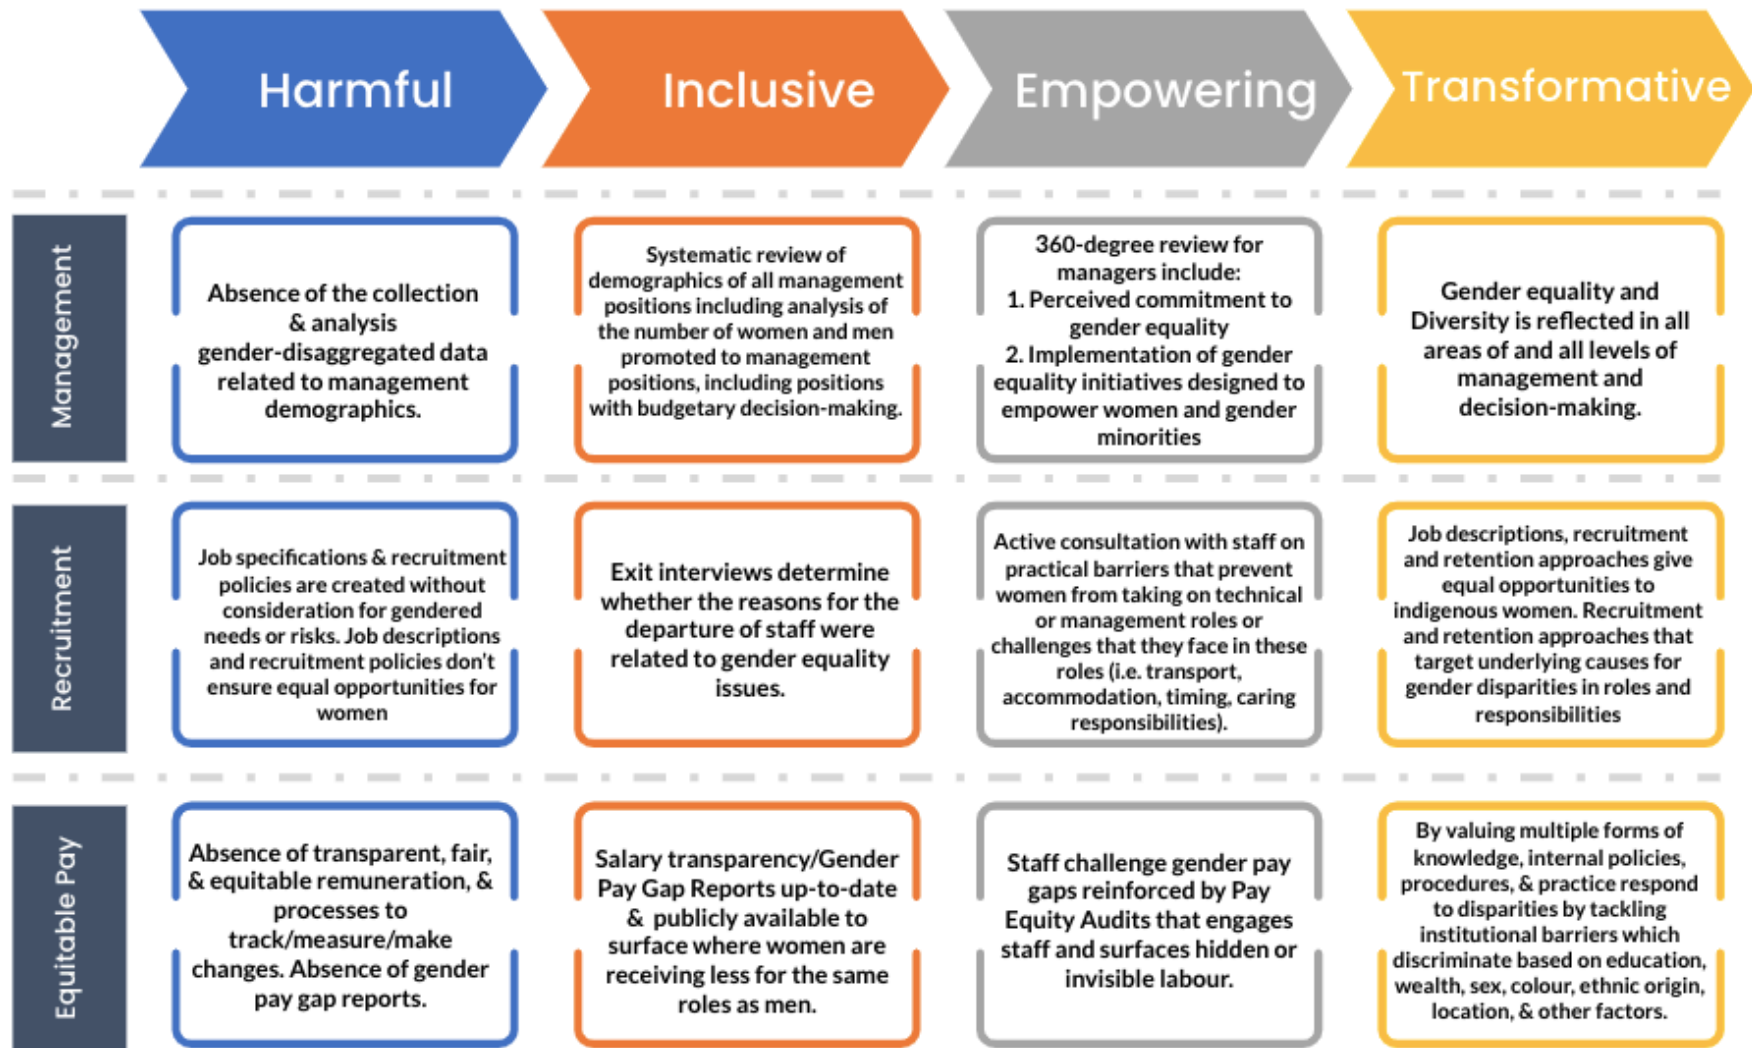 Harmful
Inclusive
Empowering
Transformative
Management
Absence of the collection
& analysis
gender-disaggregated data
related to management
demographics.
Systematic review of
demographics of all management
positions including analysis of
the number of women and men
promoted to management
positions, including positions
with budgetary decision-making.
360-degree review for
managers include:
1. Perceived commitment to
gender equality
2. Implementation of gender
equality initiatives designed to
empower women and gender
minorities
Gender equality and
Diversity is reflected in all
areas of and all levels of
management and
decision-making.
Recruitment
Job specifications & recruitment
policies are created without
consideration for gendered
needs or risks. Job descriptions
and recruitment policies don't
ensure equal opportunities for
women
Exit interviews determine
whether the reasons for the
departure of staff were
related to gender equality
issues.
Active consultation with staff on
practical barriers that prevent
women from taking on technical
or management roles or
challenges that they face in these
roles (i.e. transport,
accommodation, timing, caring
responsibilities).
Job descriptions, recruitment
and retention approaches give
equal opportunities to
indigenous women. Recruitment
and retention approaches that
target underlying causes for
gender disparities in roles and
responsibilities
Equitable Pay
Absence of transparent, fair,
& equitable remuneration, &
processes to
track/measure/make
changes. Absence of gender
pay gap reports.
Salary transparency/Gender
Pay Gap Reports up-to-date
& publicly available to
surface where women are
receiving less for the same
roles as men.
Staff challenge gender pay
gaps reinforced by Pay
Equity Audits that engages
staff and surfaces hidden or
invisible labour.
By valuing multiple forms of
knowledge, internal policies,
procedures, & practice respond
to disparities by tackling
institutional barriers which
discriminate based on education,
wealth, sex, colour, ethnic origin,
location, & other factors.